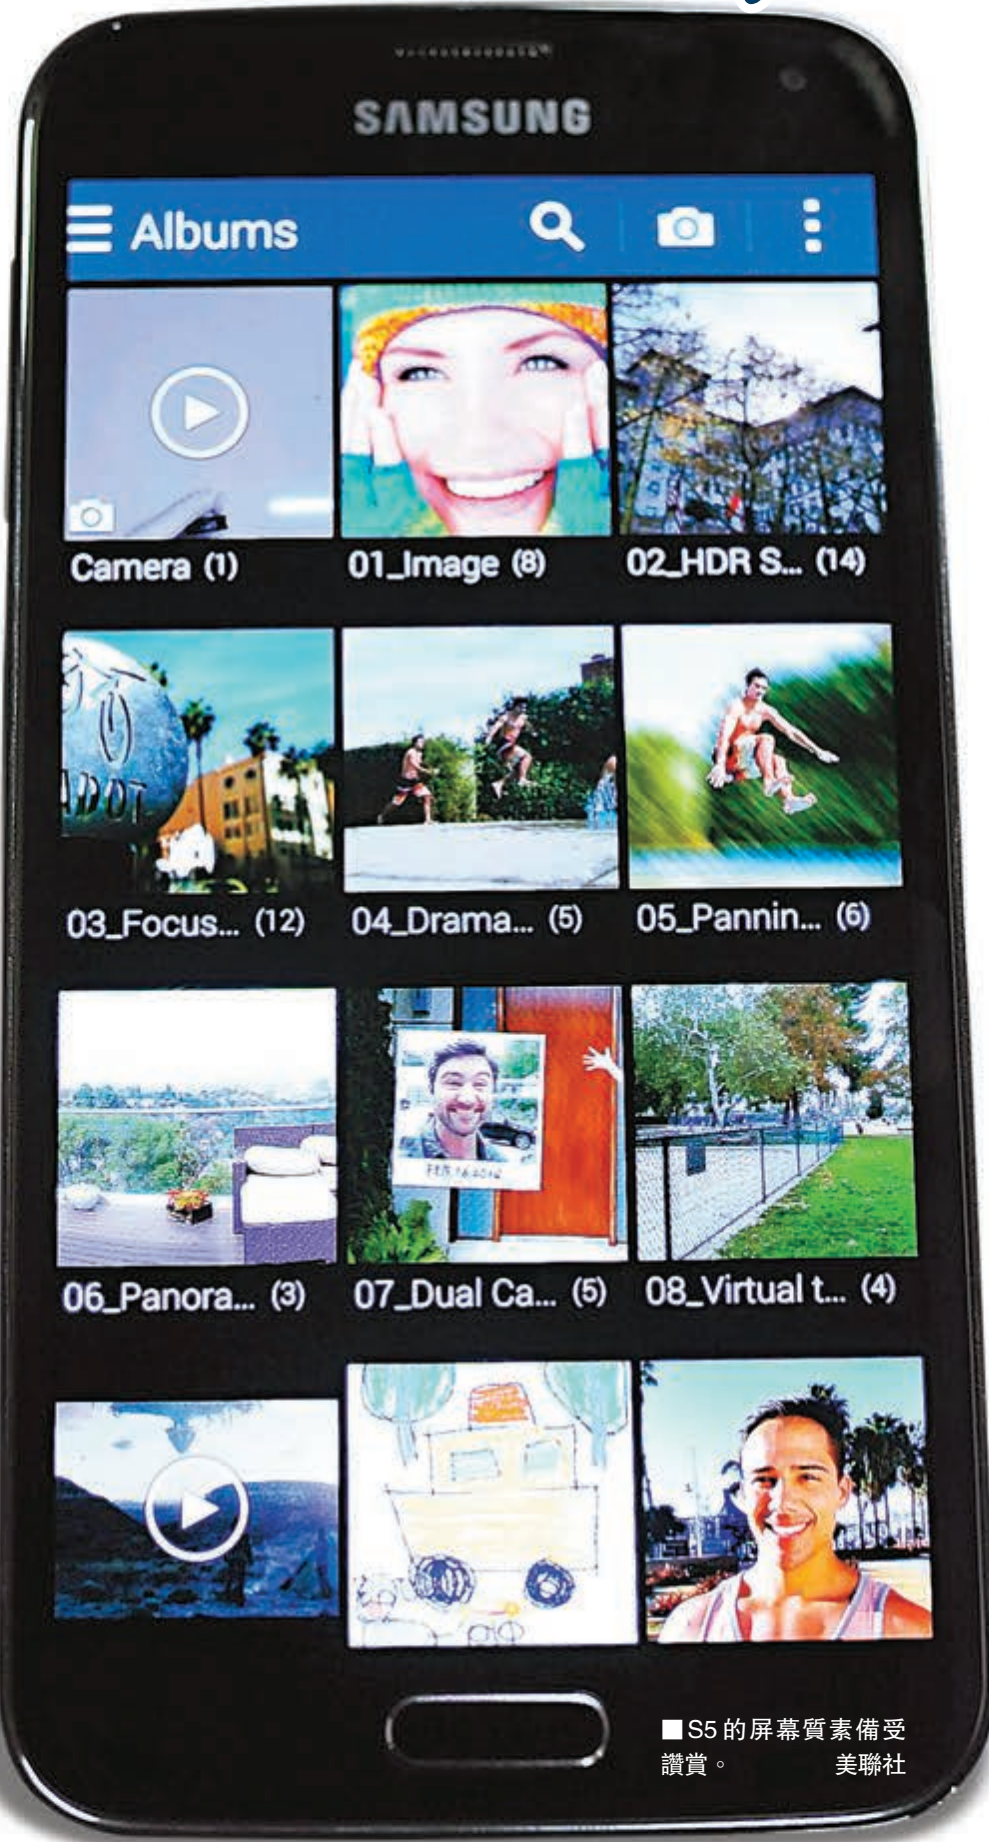 SAMSUNG
Albums
Camera (1)
01_Image (8)
02_HDR S... (14)
ADOT
03_Focus... (12)
04_Drama... (5)
05_Pannin... (6)
06_Panora... (3)
07_Dual Ca... (5)
08_Virtual t... (4)
■S5的屏幕質素備受
讚賞。 美聯社